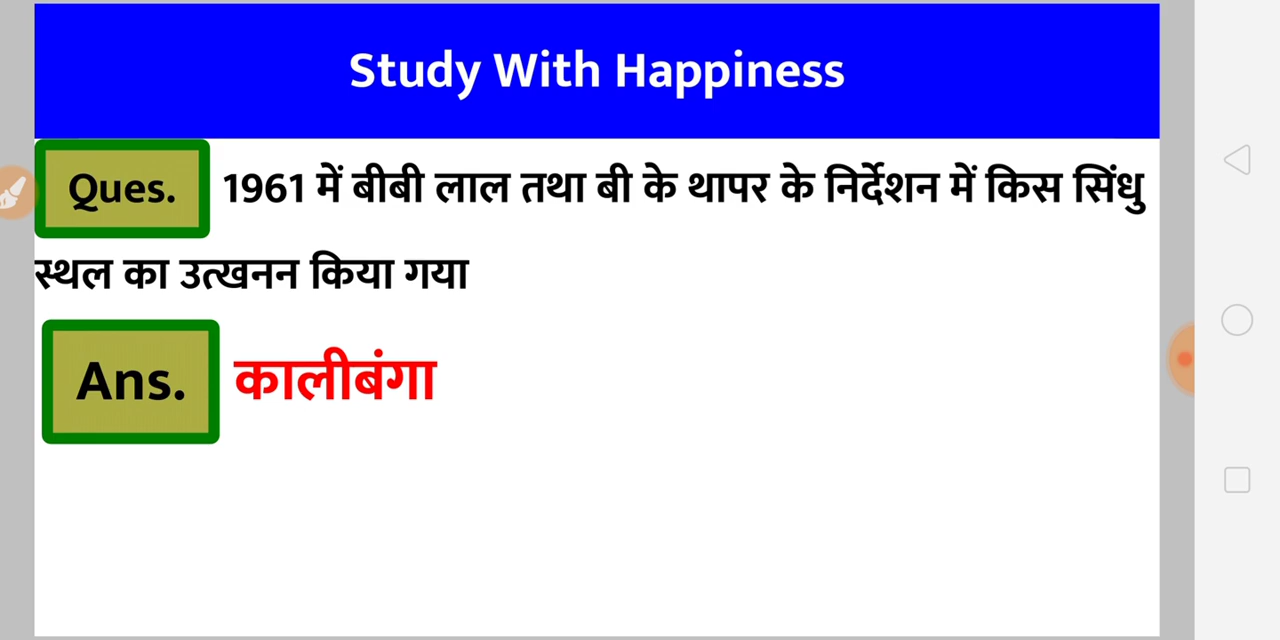 Study With Happiness
Ques. 1961 में बीबी लाल तथा बी के थापर के निर्देशन में किस सिंधु
स्थल का उत्खनन किया गया
Ans. कालीबंगा